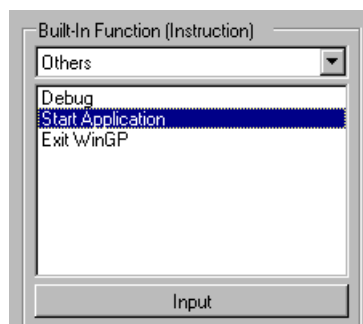 Built-In Function (Instruction)
Others
Debug
Start Application
Exit WinGP
Input